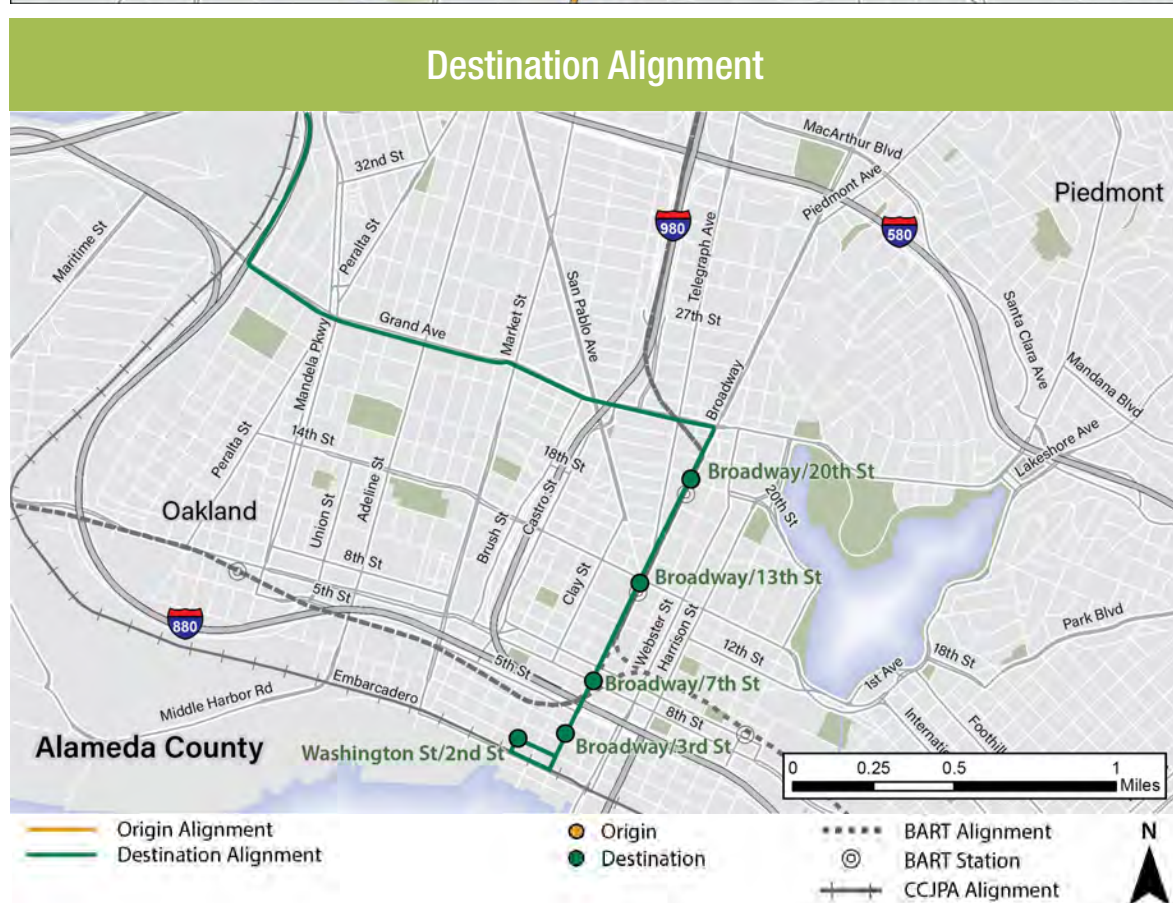 Destination Alignment
MacArthur Blvd
32nd St
Piedmont Ave
Piedmont
980
580
Maritime St
Peralta St
Telegraph Ave
San Pablo Ave
27th St
Market St
Grand Ave
Mandela Pkwy
Broadway
Santa Clara Ave
Mandana Blvd
Lakeshore Ave
Peralta St
14th St
18th St
Broadway/20th St
20th St
Oakland
Union St
Adeline St
Brush St
Castro St
8th St
5th St
Clay St
Broadway/13th St
Webster St
Harrison St
Park Blvd
880
5th St
12th St
18th St
1st Ave
Middle Harbor Rd
Embarcadero
Broadway/7th St
8th St
Internati
Foothill
Alameda County
Washington St/2nd St
Broadway/3rd St
0 0.25 0.5 1
Miles
Origin Alignment
Destination Alignment
Origin
Destination
BART Alignment
BART Station
CCJPA Alignment
N